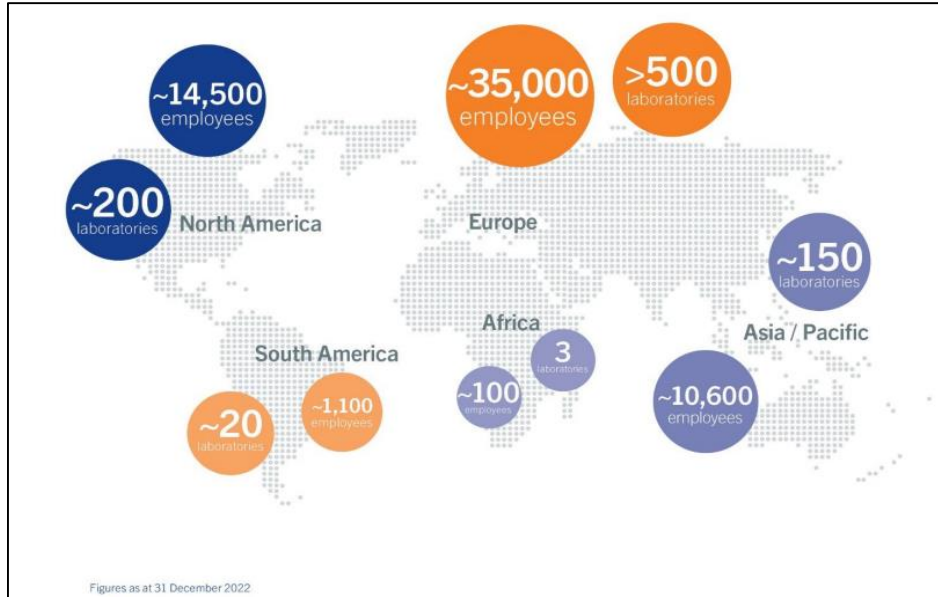 ~14,500
employees
~35,000
employees
>500
laboratories
~200
laboratories
North America
Europe
~150
laboratories
Asia / Pacific
Africa
3
laboratories
~100
employees
South America
~20
laboratories
~1,100
employees
~10,600
employees
Figures as at 31 December 2022